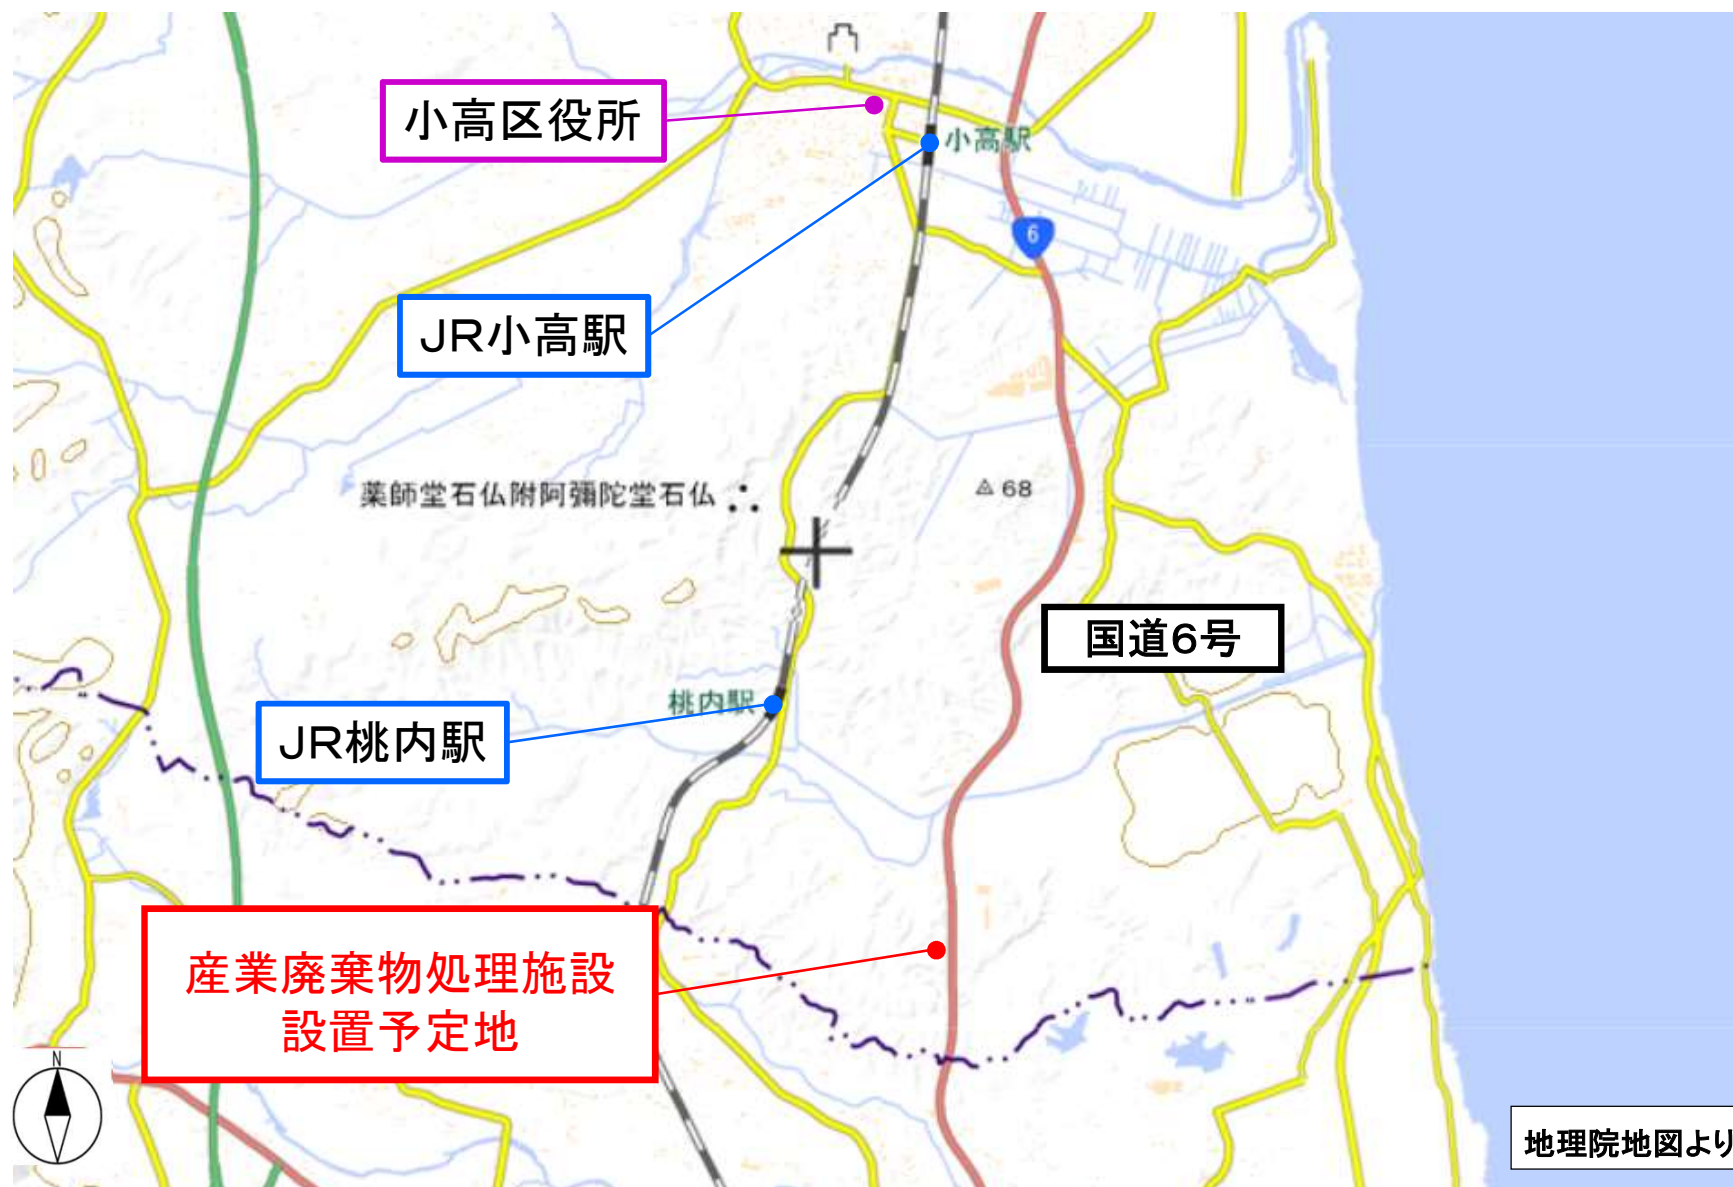 小高区役所
小高駅
6
JR小高駅
薬師堂石仏附阿彌陀堂石仏
68
国道6号
桃内駅
JR桃内駅
産業廃棄物処理施設
設置予定地
N
地理院地図より